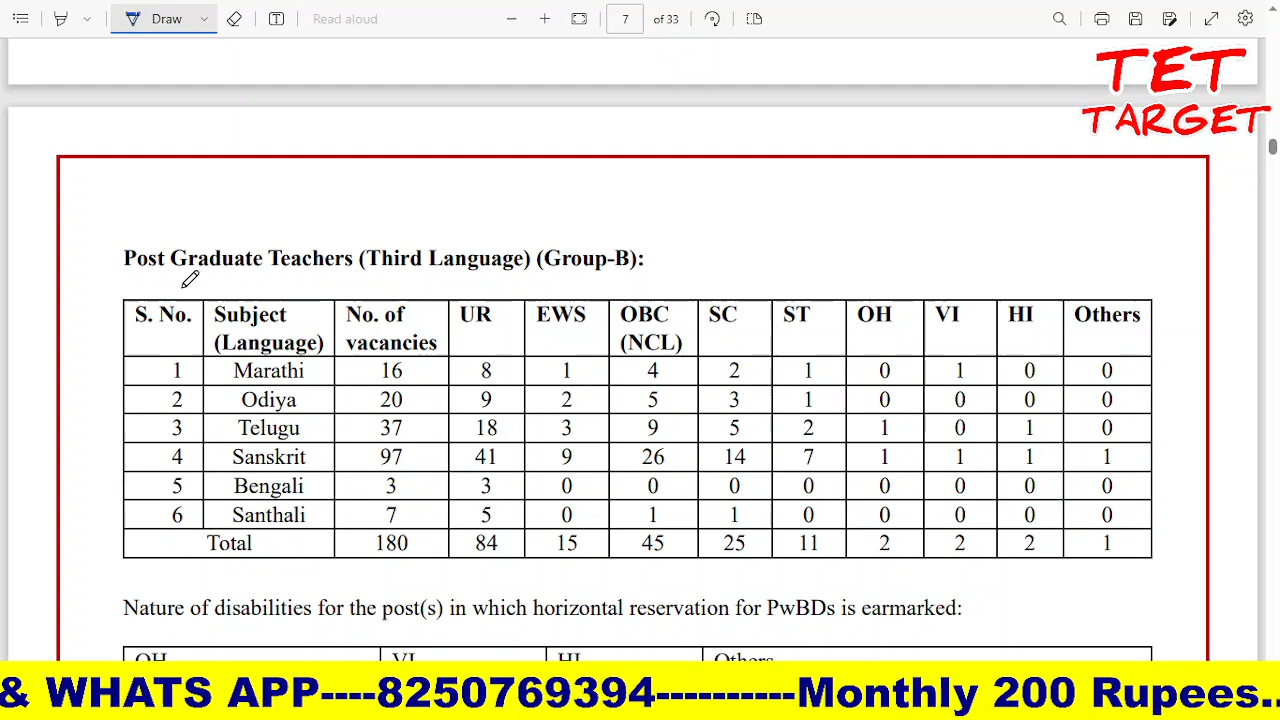 Draw
Read aloud
7 of 33
TET
TARGET
Post Graduate Teachers (Third Language) (Group-B):
S. No. Subject (Language) No. of vacancies UR EWS OBC (NCL) SC ST OH VI HI Others
1 Marathi 16 8 1 4 2 1 0 1 0 0
2 Odiya 20 9 2 5 3 1 0 0 0 0
3 Telugu 37 18 3 9 5 2 1 0 1 0
4 Sanskrit 97 41 9 26 14 7 1 1 1 1
5 Bengali 3 3 0 0 0 0 0 0 0 0
6 Santhali 7 5 0 1 1 0 0 0 0 0
Total 180 84 15 45 25 11 2 2 2 1
Nature of disabilities for the post(s) in which horizontal reservation for PwBDs is earmarked:
OH VI HI Others
& WHATS APP----8250769394----------Monthly 200 Rupees..